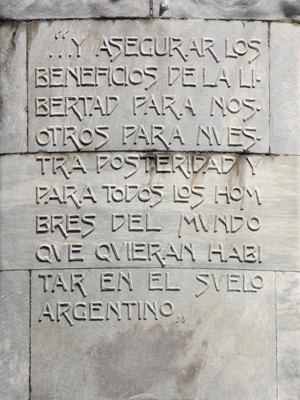 “...Y ASEGURAR LOS
BENEFICIOS DE LA LI-
BERTAD PARA NOS-
OTROS PARA NUES-
TRA POSTERIDAD Y
PARA TODOS LOS HOM
BRES DEL MUNDO
QUE QUIERAN HABI
TAR EN EL SUELO
ARGENTINO„